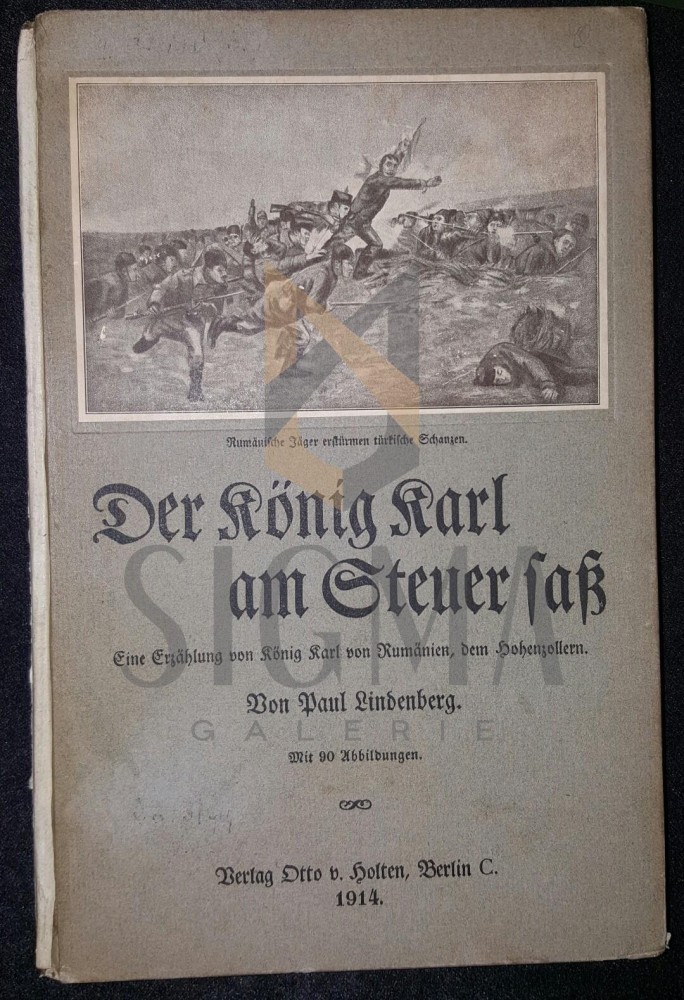 Rumänische Jäger erstürmen türkische Schanzen.
Der König Karl
am Steuer saß
Eine Erzählung von König Karl von Rumänien, dem Hohenzollern.
Von Paul Lindenberg.
Mit 90 Abbildungen.
Verlag Otto v. Holten, Berlin C.
1914.
SIGMA
GALERIE